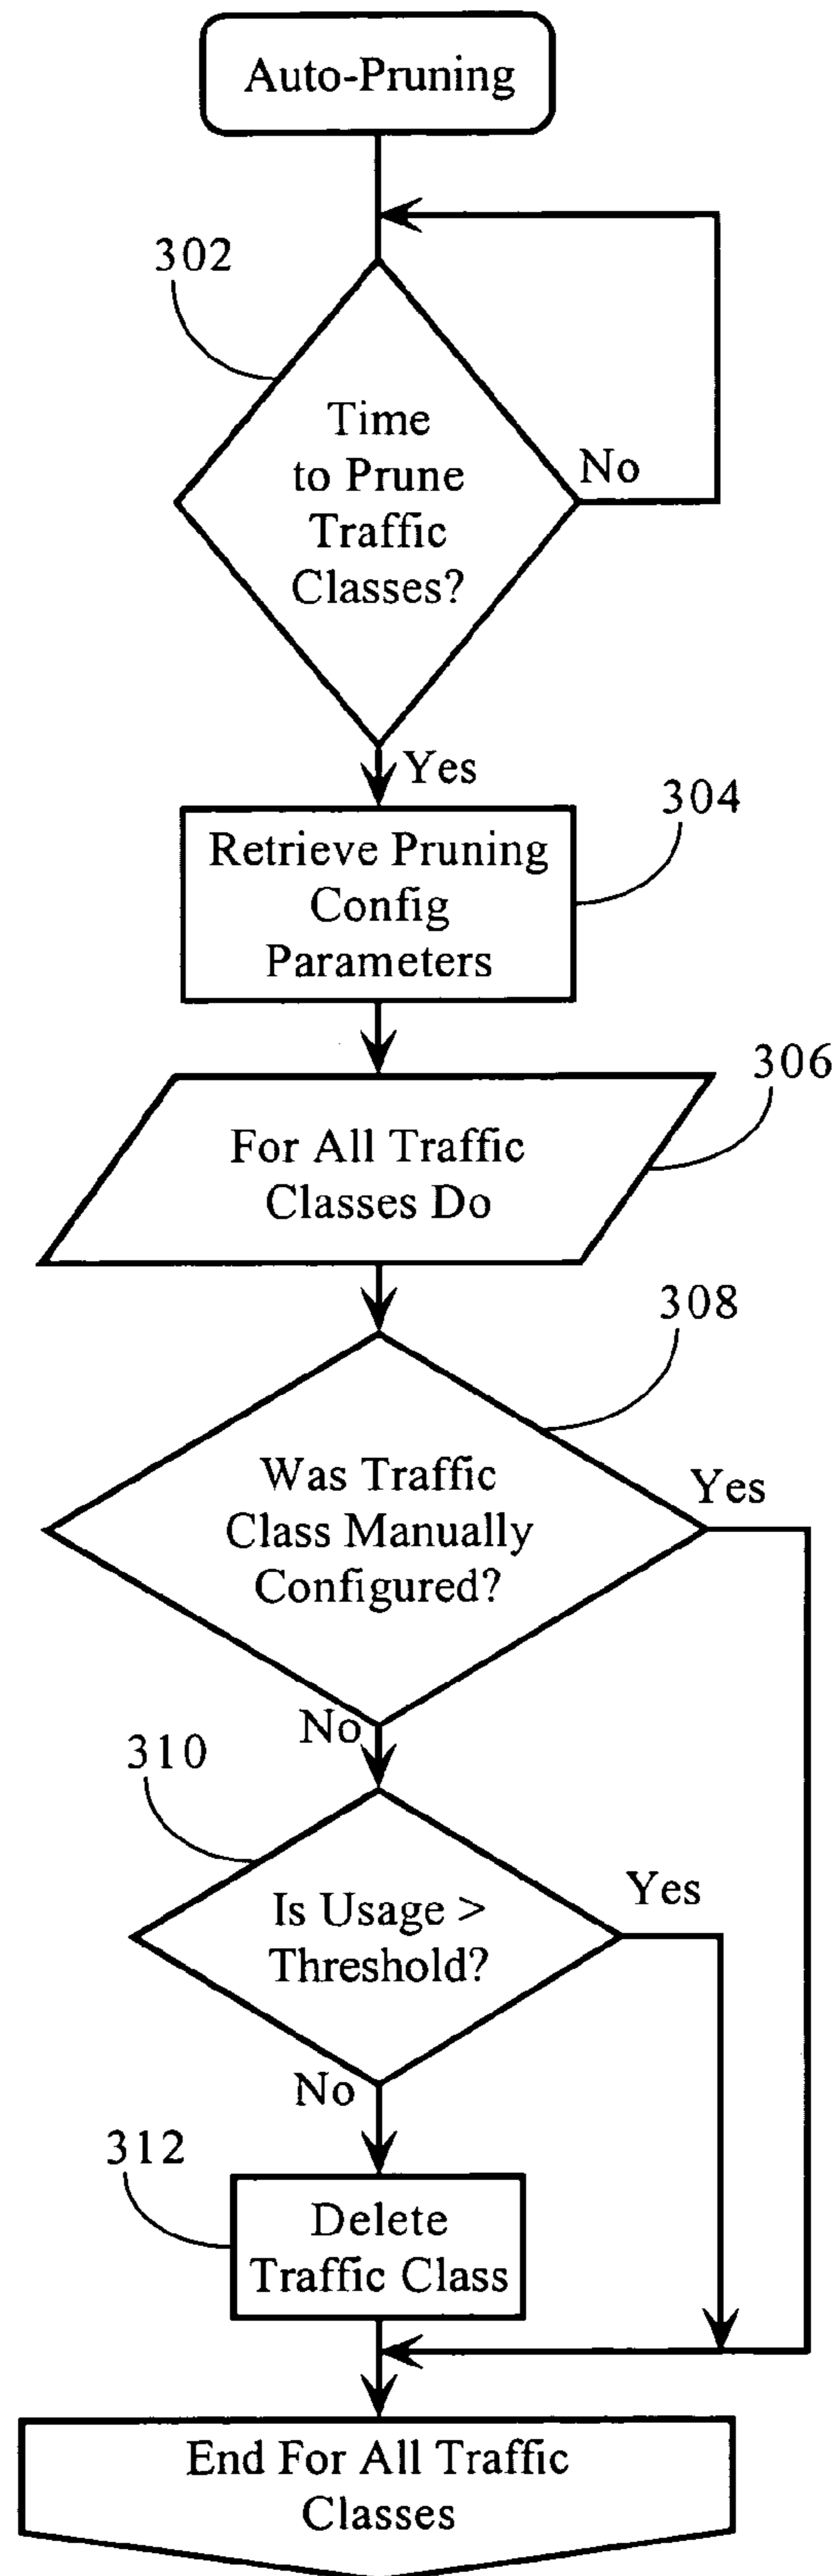 Auto-Pruning
302
Time
to Prune
Traffic
Classes?
No
Yes
304
Retrieve Pruning
Config
Parameters
306
For All Traffic
Classes Do
308
Was Traffic
Class Manually
Configured?
Yes
No
310
Is Usage >
Threshold?
Yes
No
312
Delete
Traffic Class
End For All Traffic
Classes